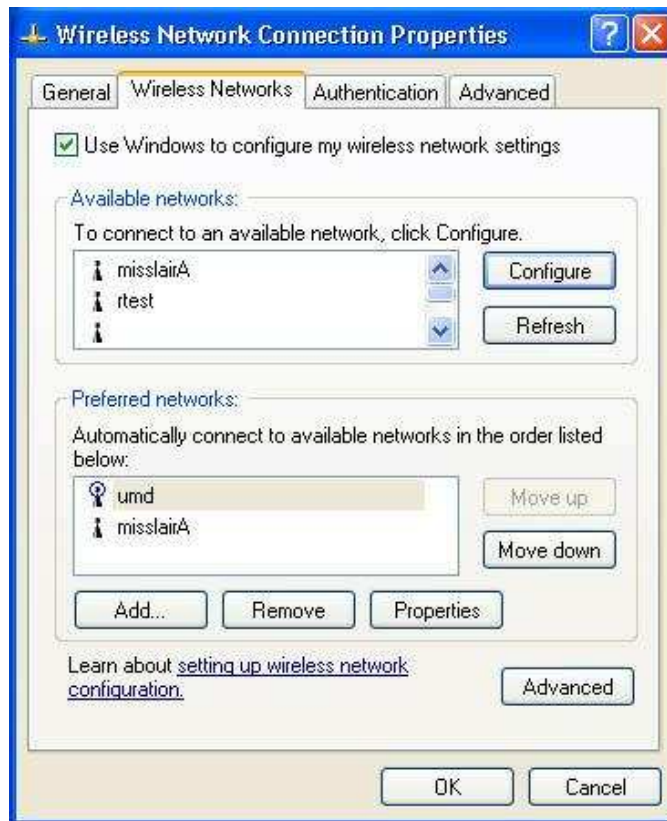 Wireless Network Connection Properties
General Wireless Networks Authentication Advanced
Use Windows to configure my wireless network settings
Available networks:
To connect to an available network, click Configure.
misslairA
rtest
Configure
Refresh
Preferred networks:
Automatically connect to available networks in the order listed
below:
umd
misslairA
Move up
Move down
Add... Remove Properties
Learn about setting up wireless network
configuration.
Advanced
OK Cancel